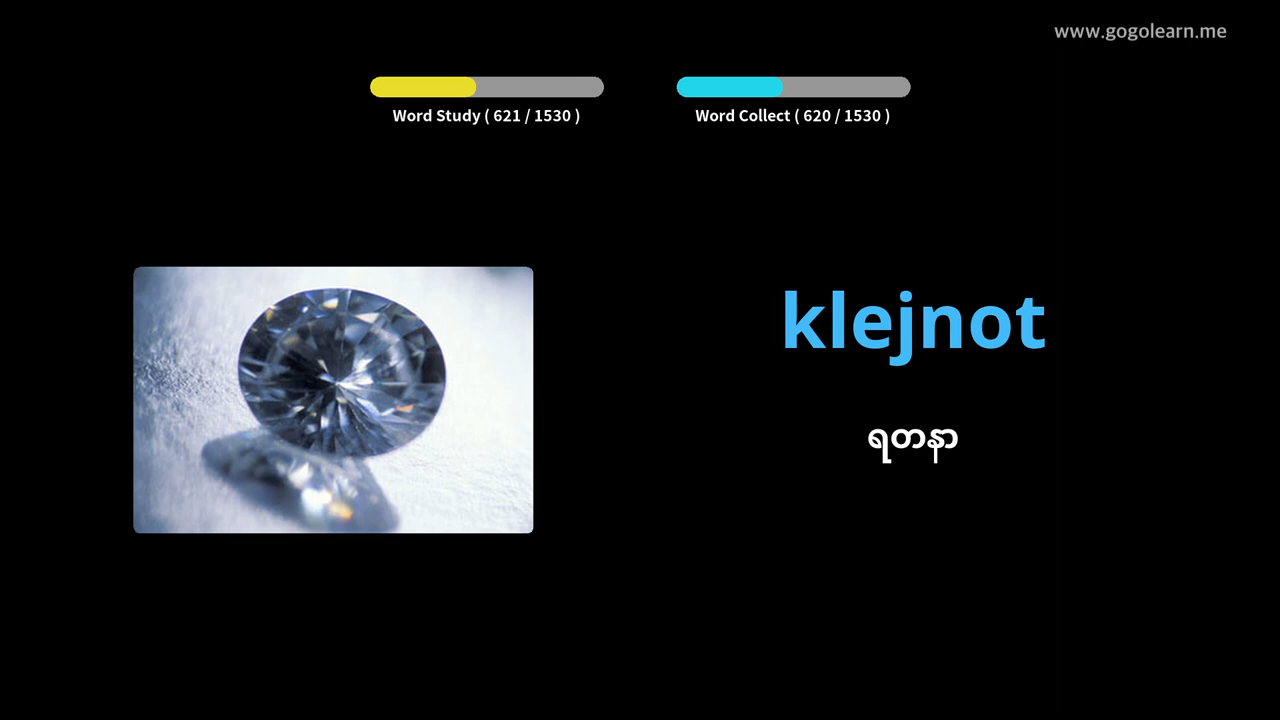 www.gogolearn.me
Word Study ( 621 / 1530 )
Word Collect ( 620 / 1530 )
klejnot
ရတနာ